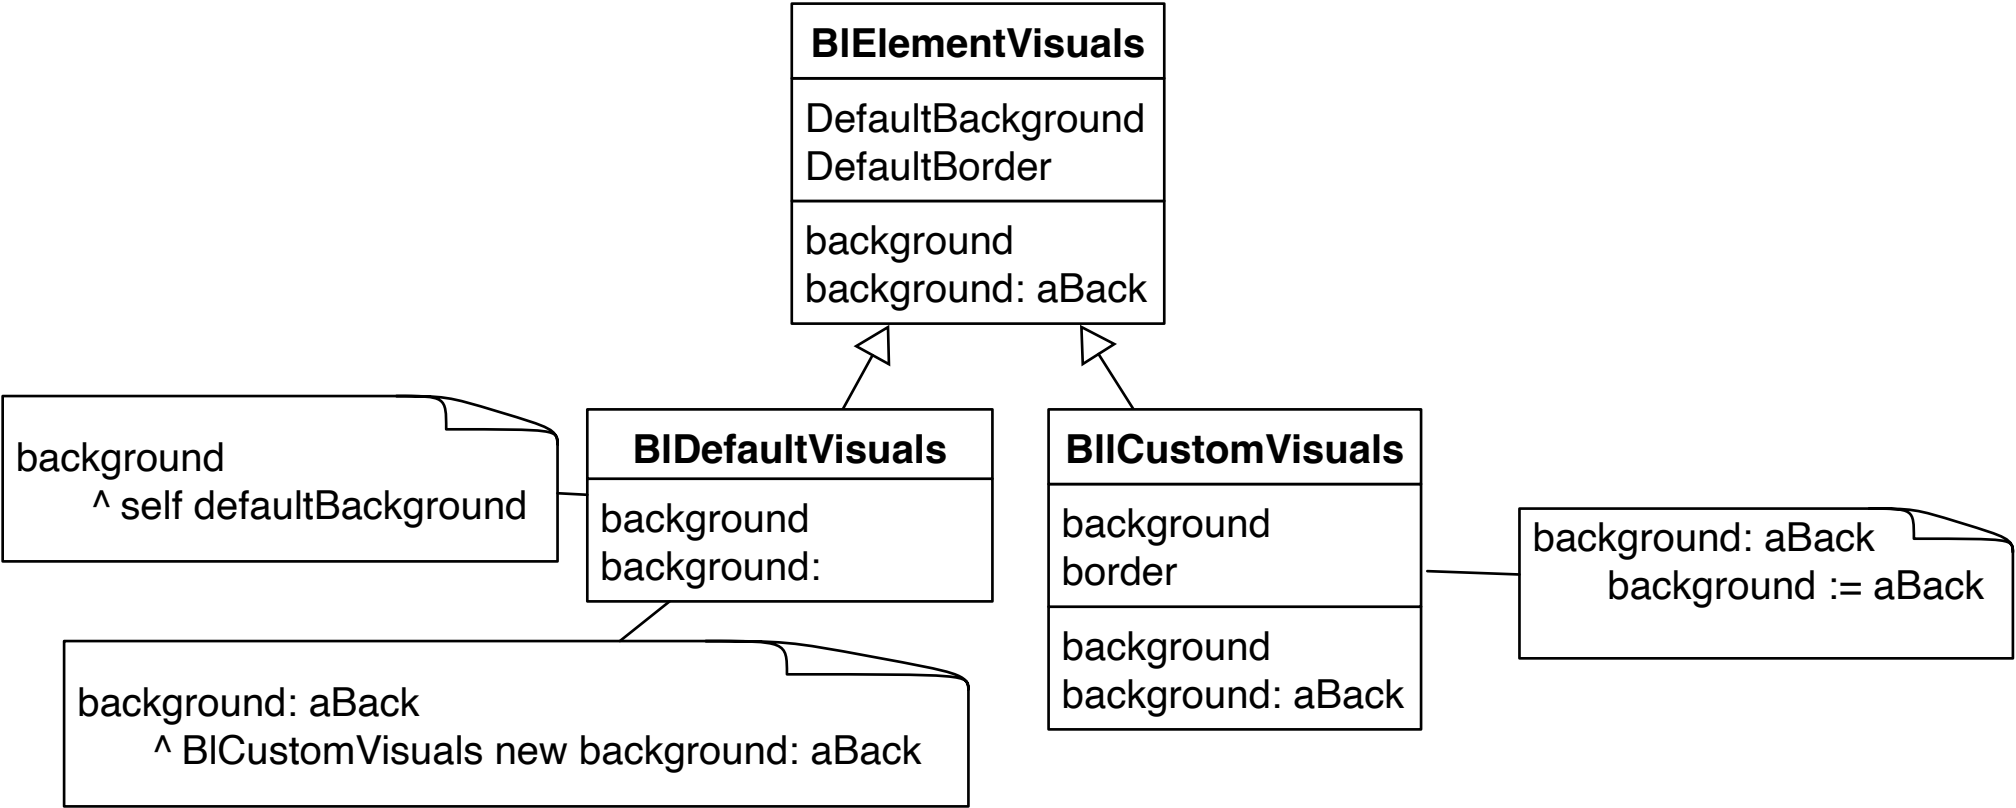 BlElementVisuals
DefaultBackground
DefaultBorder
background
background: aBack
background
^ self defaultBackground
BlDefaultVisuals
background
background:
background: aBack
^ BlCustomVisuals new background: aBack
BllCustomVisuals
background
border
background
background: aBack
background: aBack
background := aBack